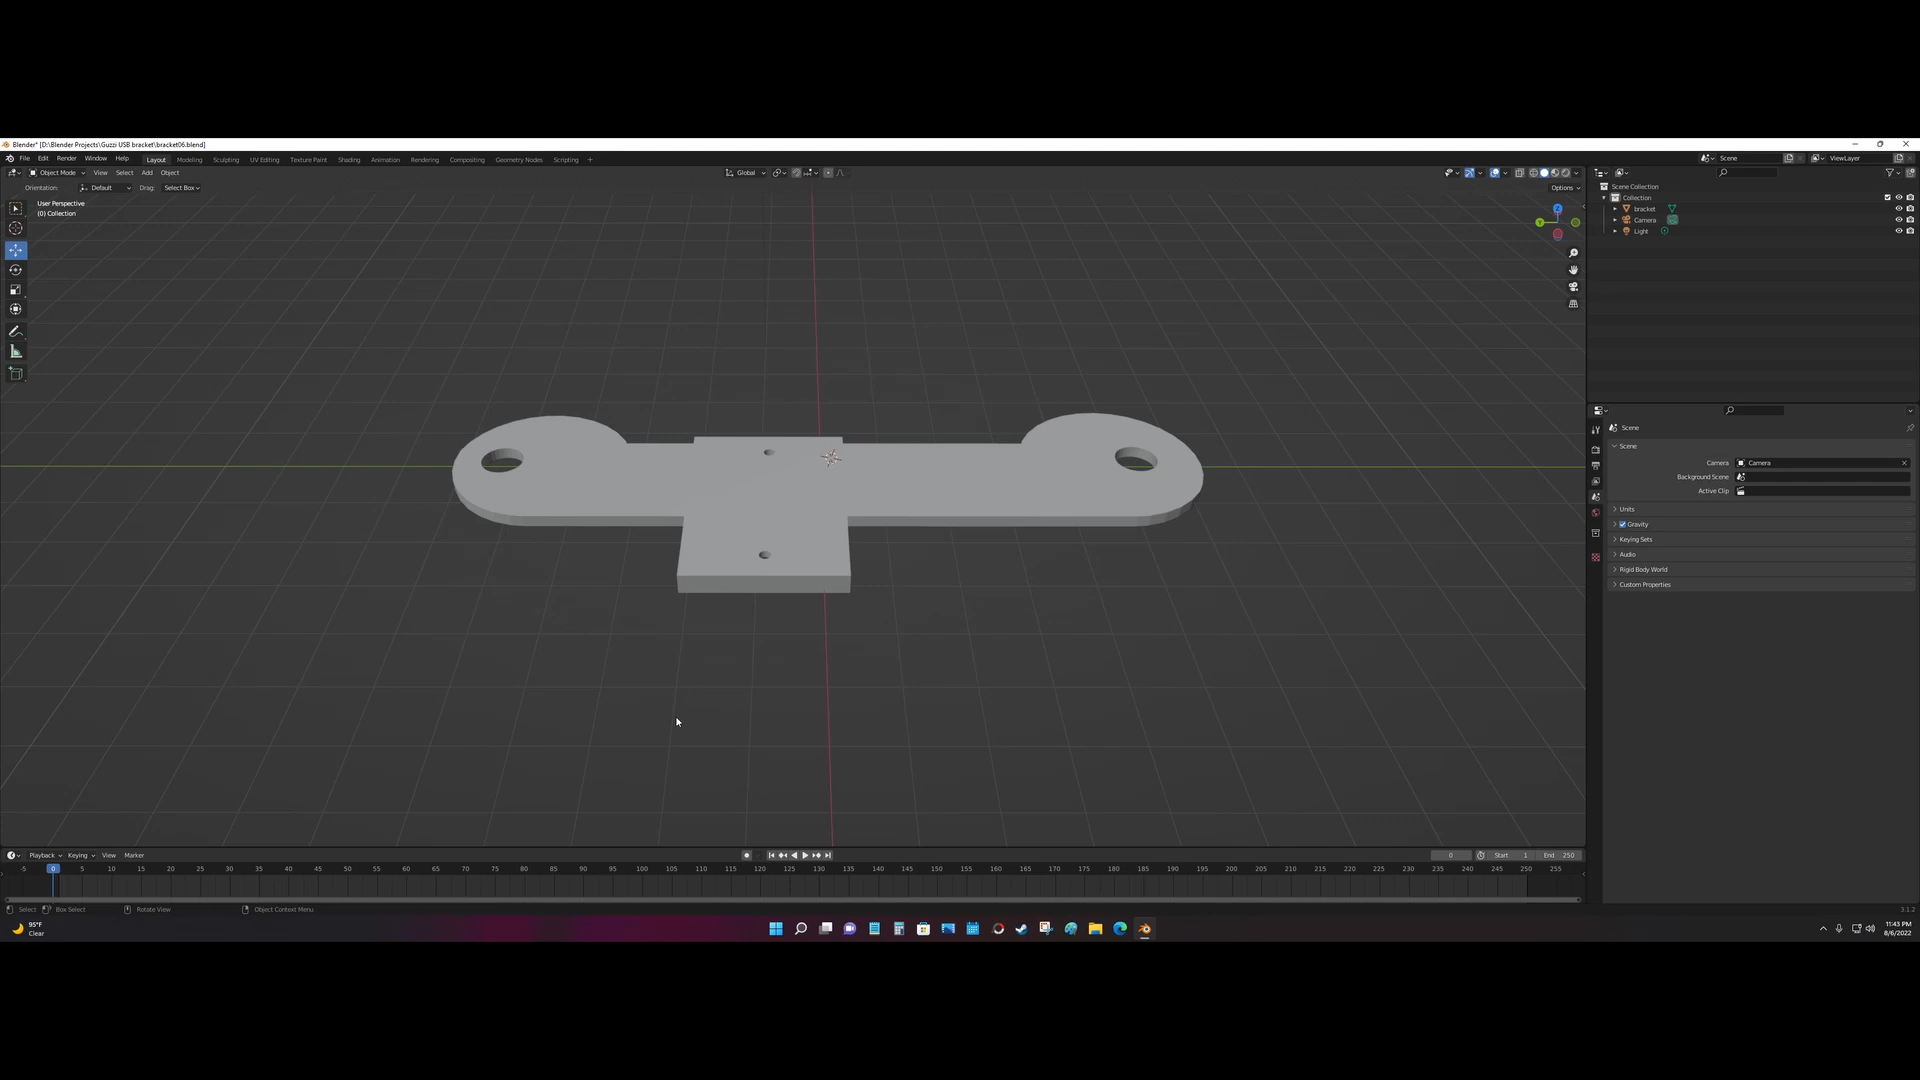 Blender* [D:\Blender Projects\Guzzi USB bracket\bracket06.blend]
File Edit Render Window Help Layout Modeling Sculpting UV Editing Texture Paint Shading Animation Rendering Compositing Geometry Nodes Scripting + Scene ViewLayer
Object Mode View Select Add Object Global
Orientation: Default Drag: Select Box Options
User Perspective
(0) Collection
Z
Y
Scene Collection
Collection
bracket
Camera
Light
Scene
Scene
Camera Camera
Background Scene
Active Clip
Units
Gravity
Keying Sets
Audio
Rigid Body World
Custom Properties
Playback Keying View Marker 0 Start 1 End 250
-5 0 5 10 15 20 25 30 35 40 45 50 55 60 65 70 75 80 85 90 95 100 105 110 115 120 125 130 135 140 145 150 155 160 165 170 175 180 185 190 195 200 205 210 215 220 225 230 235 240 245 250 255
Select Box Select Rotate View Object Context Menu 3.1.2
95°F
Clear
11:43 PM
8/6/2022